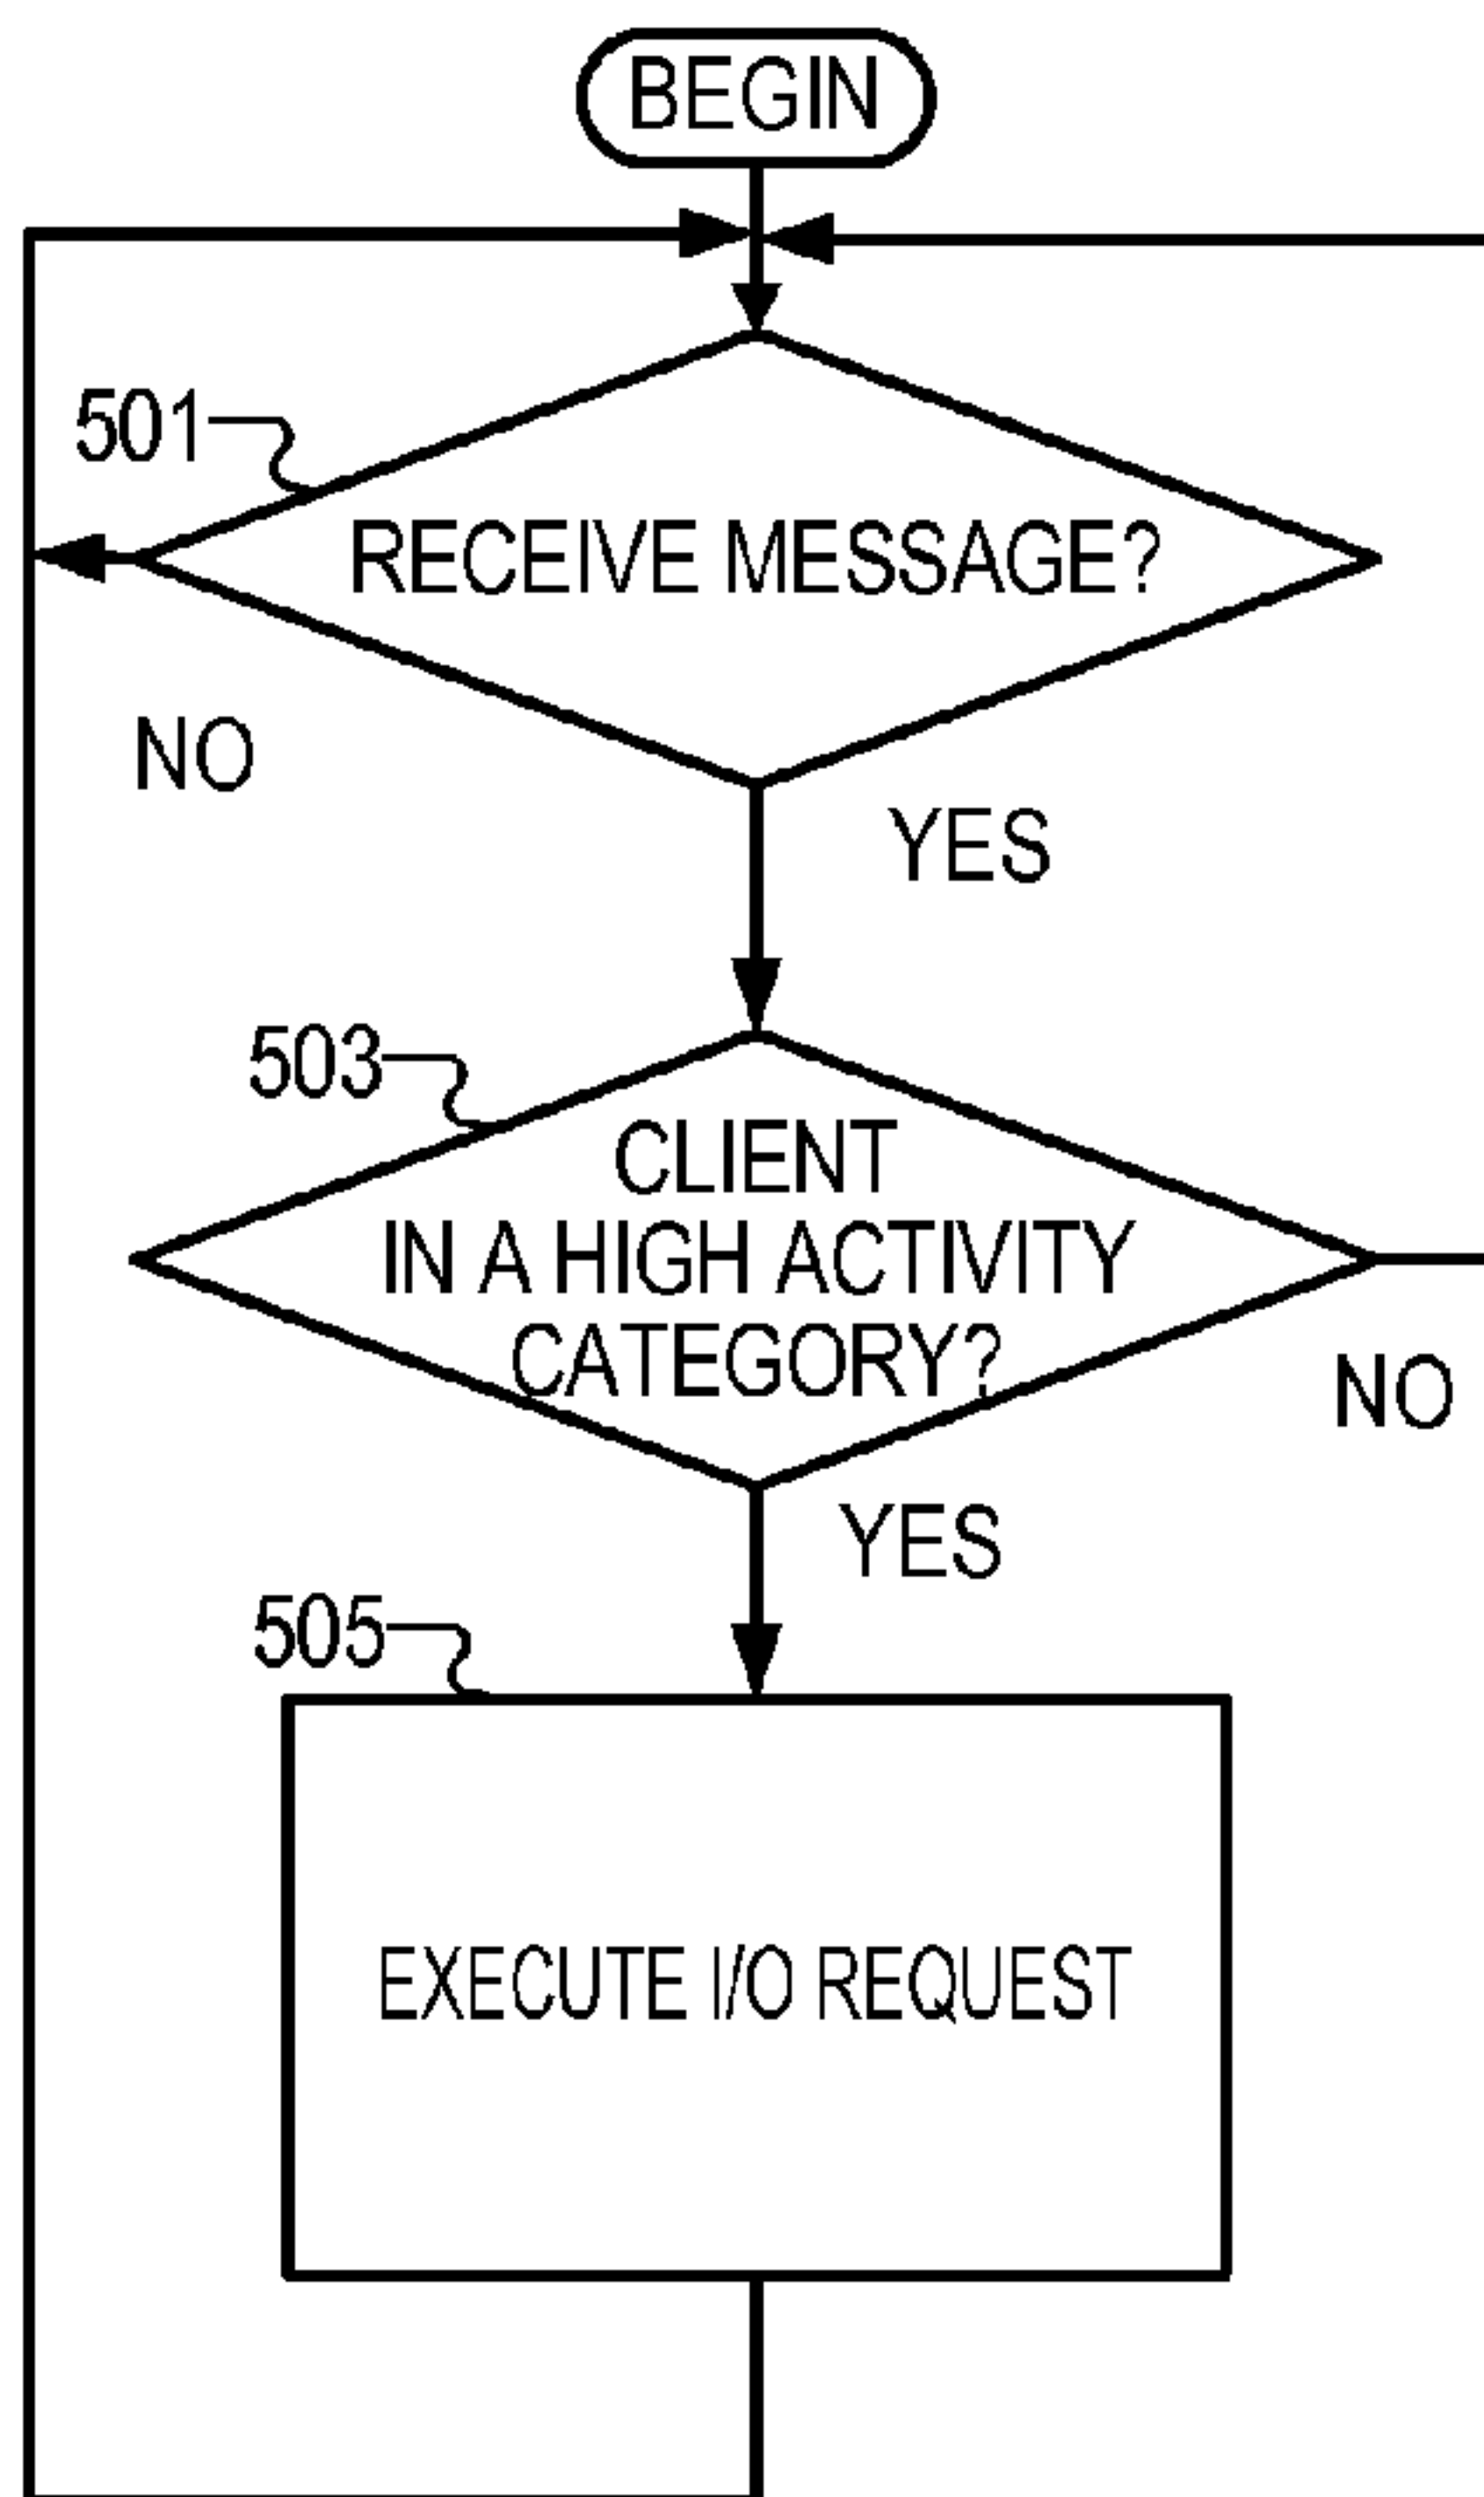 BEGIN
501
RECEIVE MESSAGE?
NO
YES
503
CLIENT
IN A HIGH ACTIVITY
CATEGORY?
NO
YES
505
EXECUTE I/O REQUEST